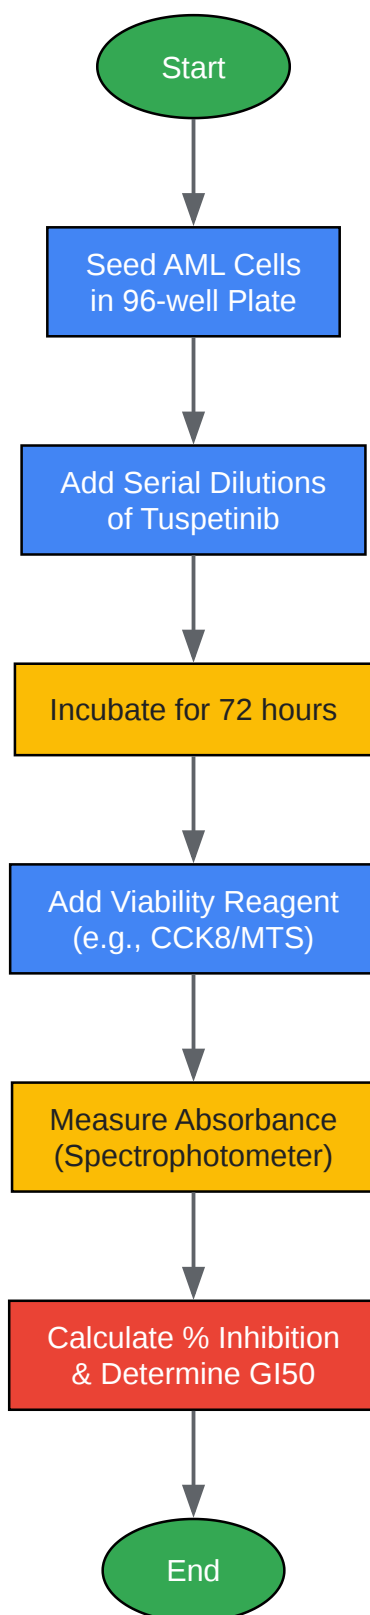 Start
Seed AML Cells
in 96-well Plate
Add Serial Dilutions
of Tuspetinib
Incubate for 72 hours
Add Viability Reagent
(e.g., CCK8/MTS)
Measure Absorbance
(Spectrophotometer)
Calculate % Inhibition
& Determine GI50
End